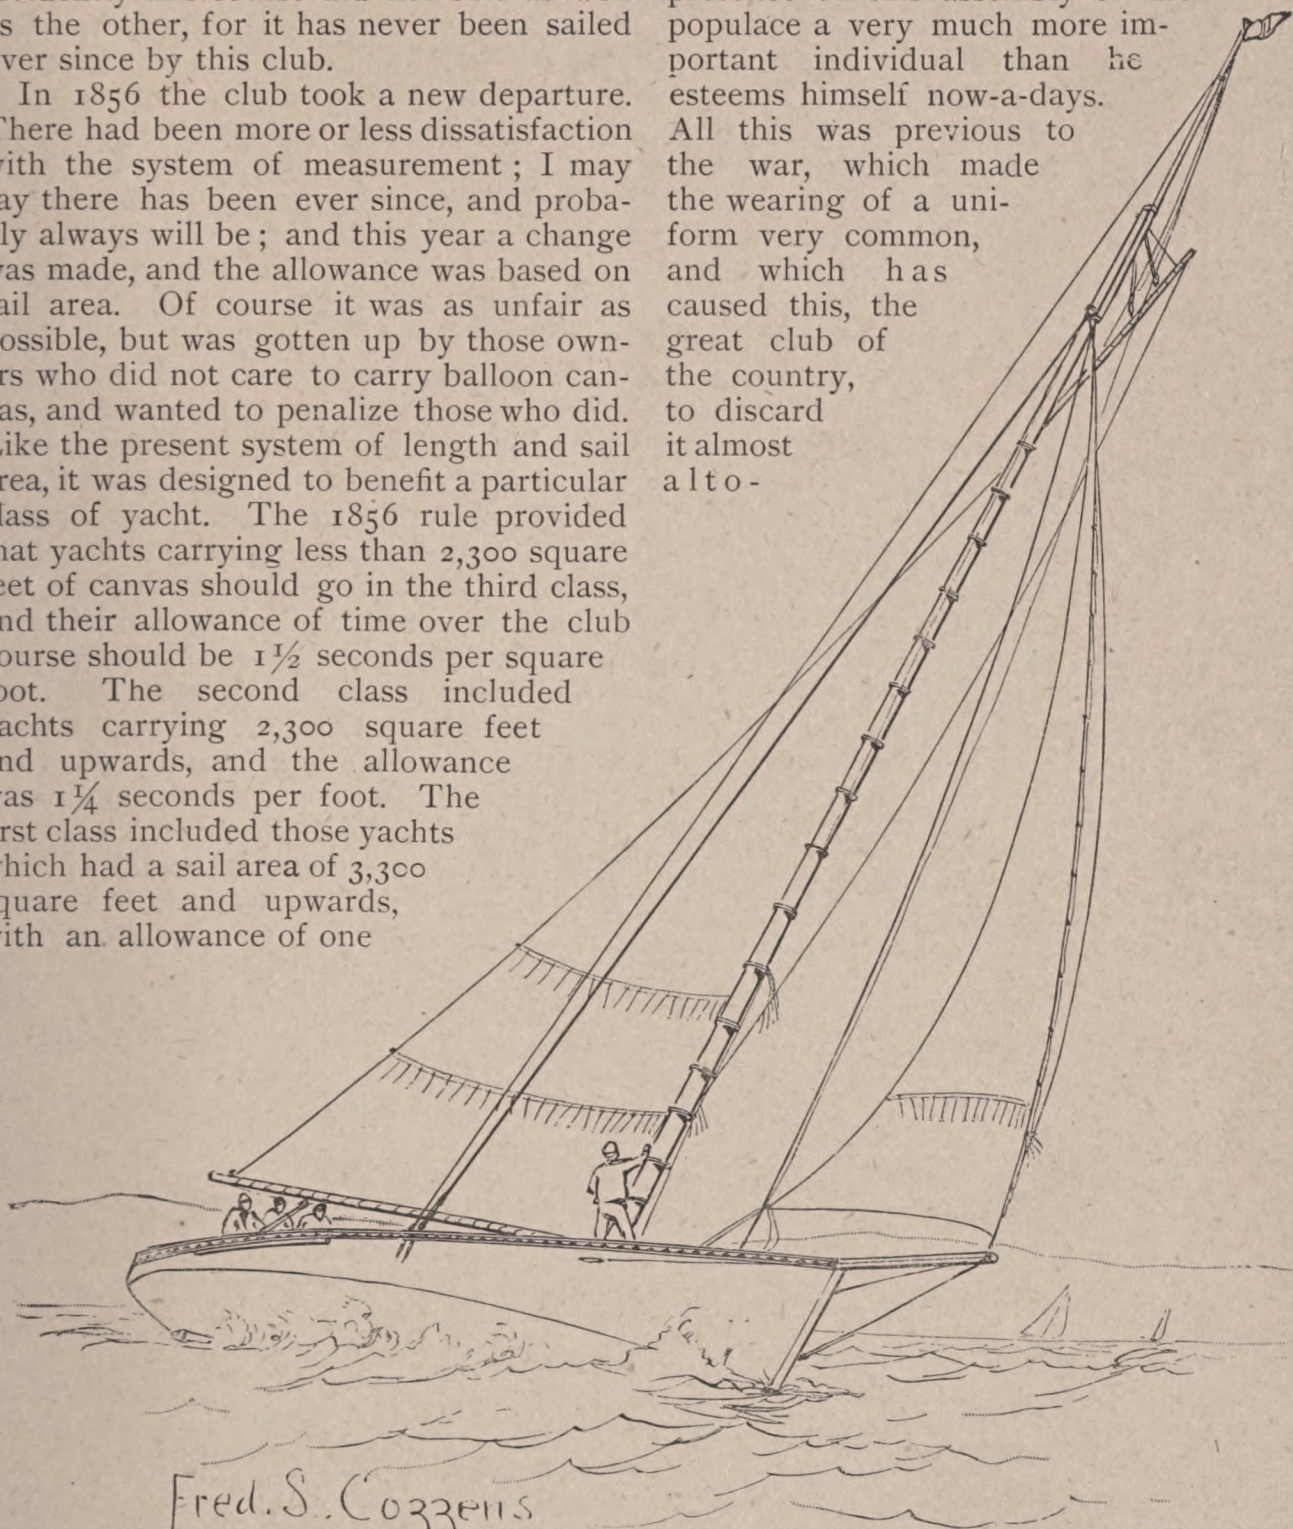 s the other, for it has never been sailed
ver since by this club.
In 1856 the club took a new departure.
There had been more or less dissatisfaction
with the system of measurement ; I may
ay there has been ever since, and proba-
ly always will be ; and this year a change
was made, and the allowance was based on
ail area. Of course it was as unfair as
ossible, but was gotten up by those own-
rs who did not care to carry balloon can-
as, and wanted to penalize those who did.
Like the present system of length and sail
rea, it was designed to benefit a particular
lass of yacht. The 1856 rule provided
hat yachts carrying less than 2,300 square
eet of canvas should go in the third class,
nd their allowance of time over the club
ourse should be 1½ seconds per square
oot. The second class included
achts carrying 2,300 square feet
nd upwards, and the allowance
as 1¼ seconds per foot. The
irst class included those yachts
which had a sail area of 3,300
quare feet and upwards,
with an allowance of one
populace a very much more im-
portant individual than he
esteems himself now-a-days.
All this was previous to
the war, which made
the wearing of a uni-
form very common,
and which has
caused this, the
great club of
the country,
to discard
it almost
alto-
Fred. S. Cozzens